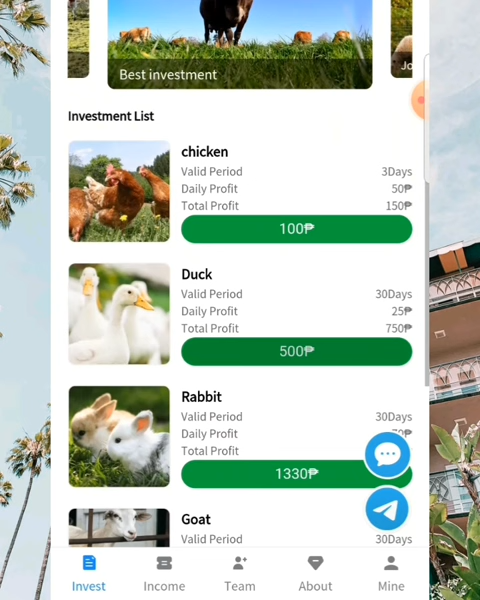 Best investment
Jo
Investment List
chicken
Valid Period 3Days
Daily Profit 50₱
Total Profit 150₱
100₱
Duck
Valid Period 30Days
Daily Profit 25₱
Total Profit 750₱
500₱
Rabbit
Valid Period 30Days
Daily Profit
Total Profit
1330₱
Goat
Valid Period 30Days
Invest Income Team About Mine